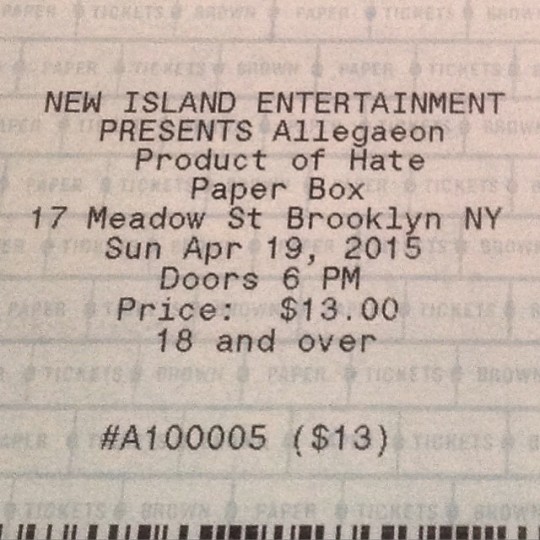 NEW ISLAND ENTERTAINMENT
PRESENTS Allegaeon
Product of Hate
Paper Box
17 Meadow St Brooklyn NY
Sun Apr 19, 2015
Doors 6 PM
Price: $13.00
18 and over
#A100005 ($13)